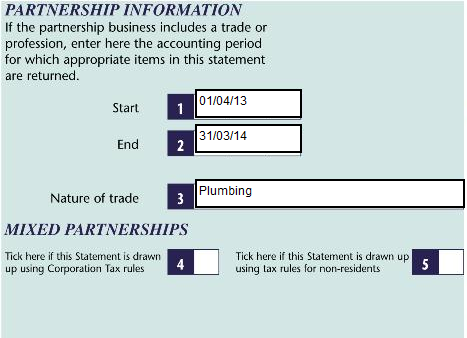 PARTNERSHIP INFORMATION
If the partnership business includes a trade or
profession, enter here the accounting period
for which appropriate items in this statement
are returned.
Start 1 01/04/13
End 2 31/03/14
Nature of trade 3 Plumbing
MIXED PARTNERSHIPS
Tick here if this Statement is drawn
up using Corporation Tax rules
4
Tick here if this Statement is drawn up
using tax rules for non-residents
5